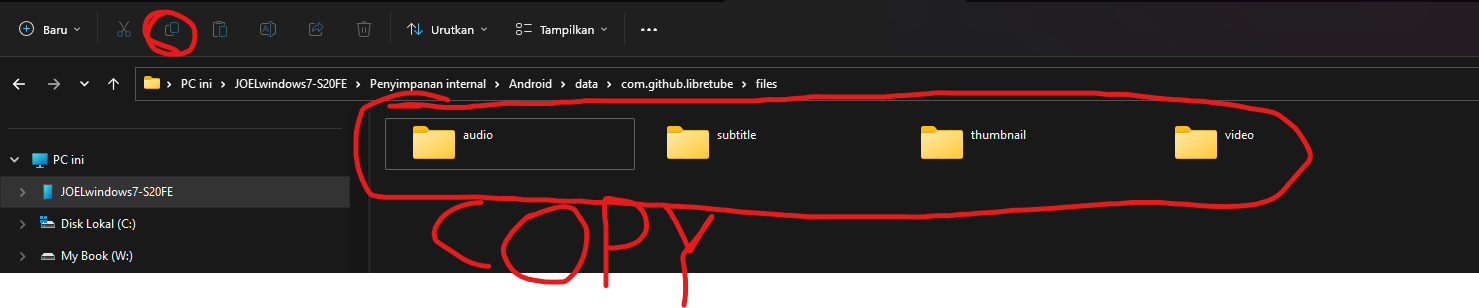 Baru Urutkan Tampilkan
PC ini JOELwindows7-S20FE Penyimpanan internal Android data com.github.libretube files
audio subtitle thumbnail video
PC ini
JOELwindows7-S20FE
Disk Lokal (C:)
My Book (W:)
COPY